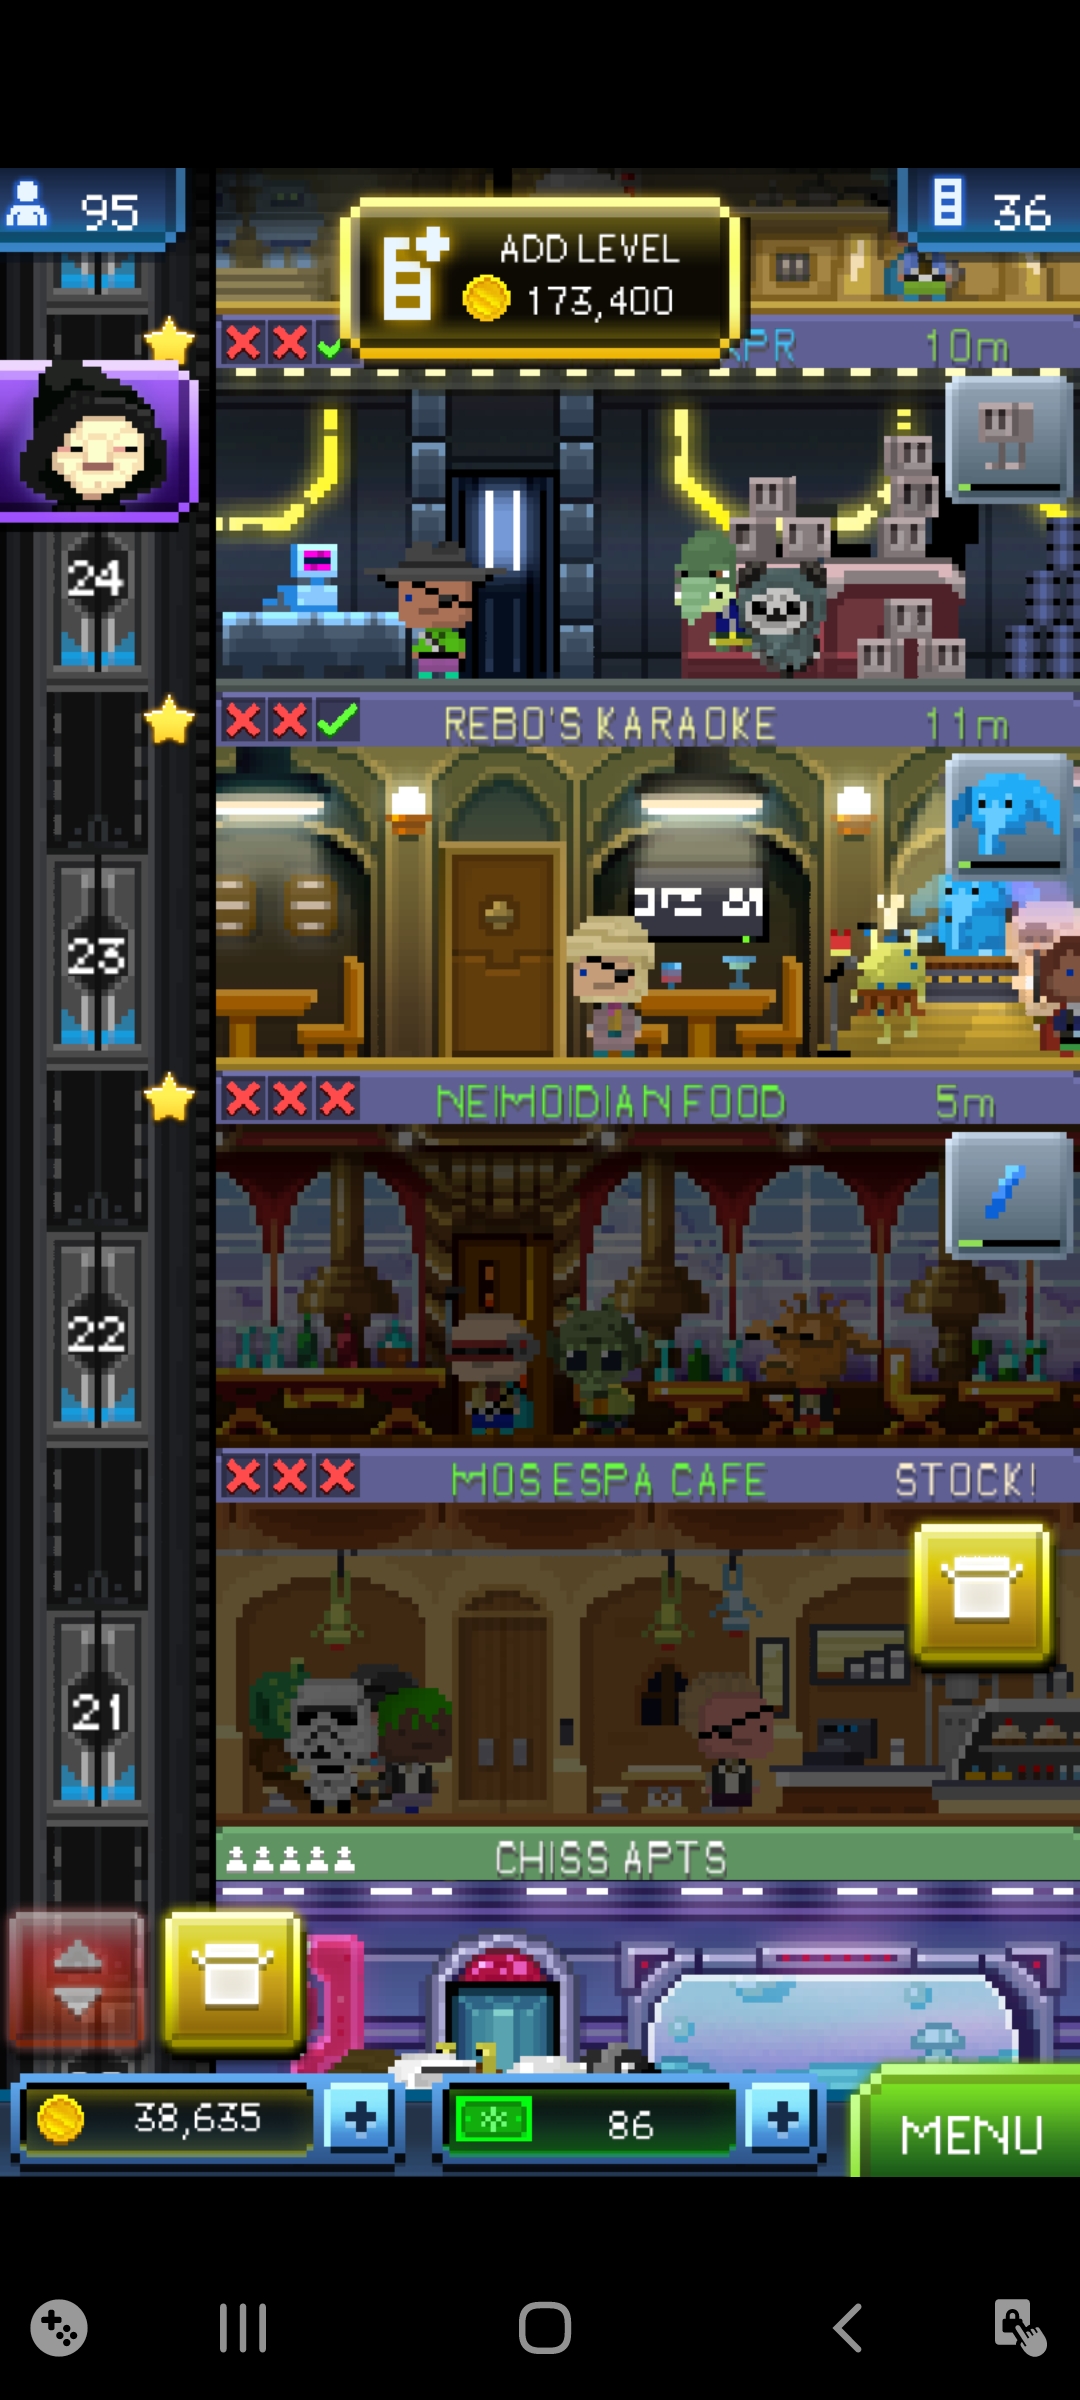 95
ADD LEVEL
173,400
36
10m
24
REBO'S KARAOKE
11m
23
NEIMOIDIAN FOOD
5m
22
MOS ESPA CAFE
STOCK!
21
CHISS APTS
38,635
86
MENU